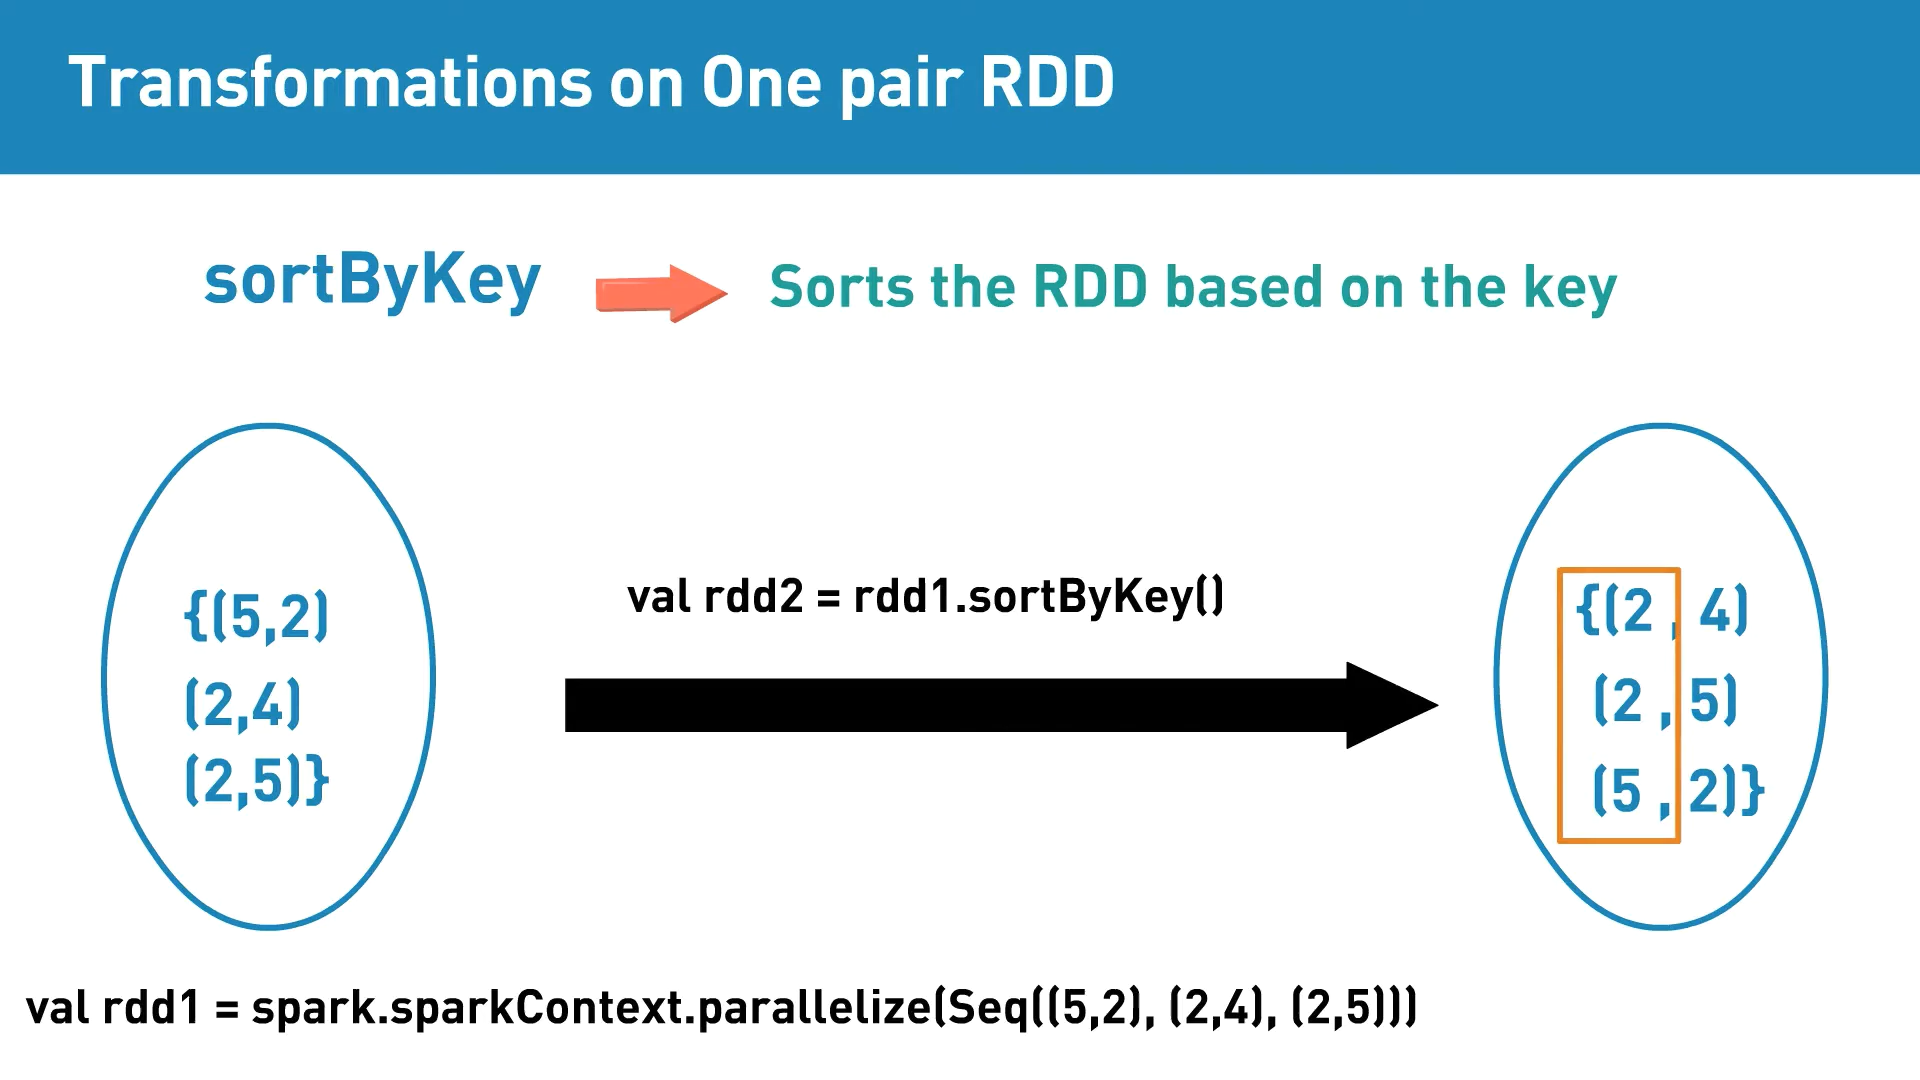 Transformations on One pair RDD
sortByKey
Sorts the RDD based on the key
val rdd2 = rdd1.sortByKey()
{(5,2)
(2,4)
(2,5)}
{(2 , 4)
(2 , 5)
(5 , 2)}
val rdd1 = spark.sparkContext.parallelize(Seq((5,2), (2,4), (2,5)))